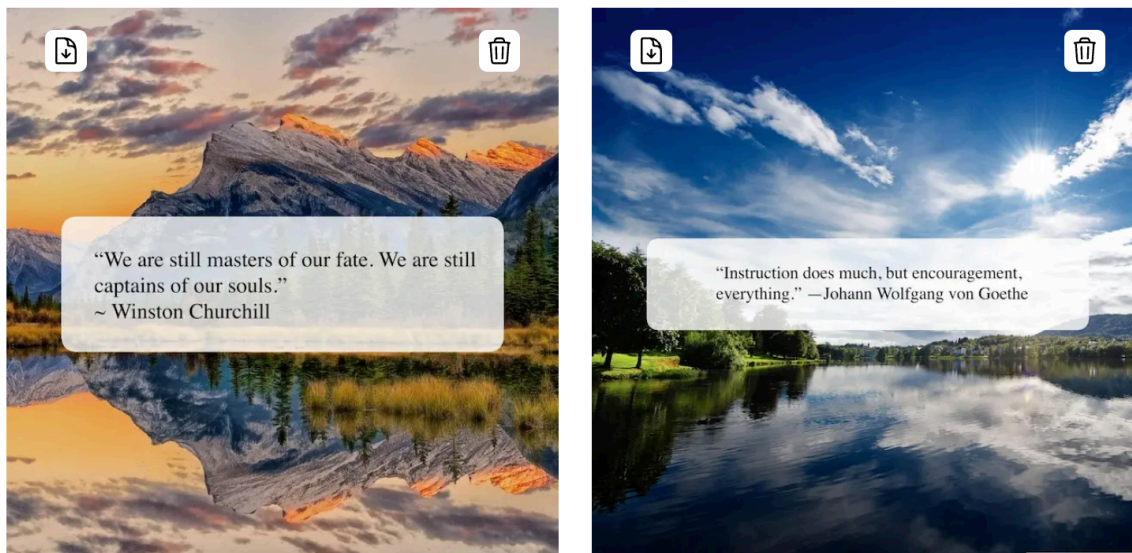 “We are still masters of our fate. We are still
captains of our souls.”
~ Winston Churchill
“Instruction does much, but encouragement,
everything.” —Johann Wolfgang von Goethe